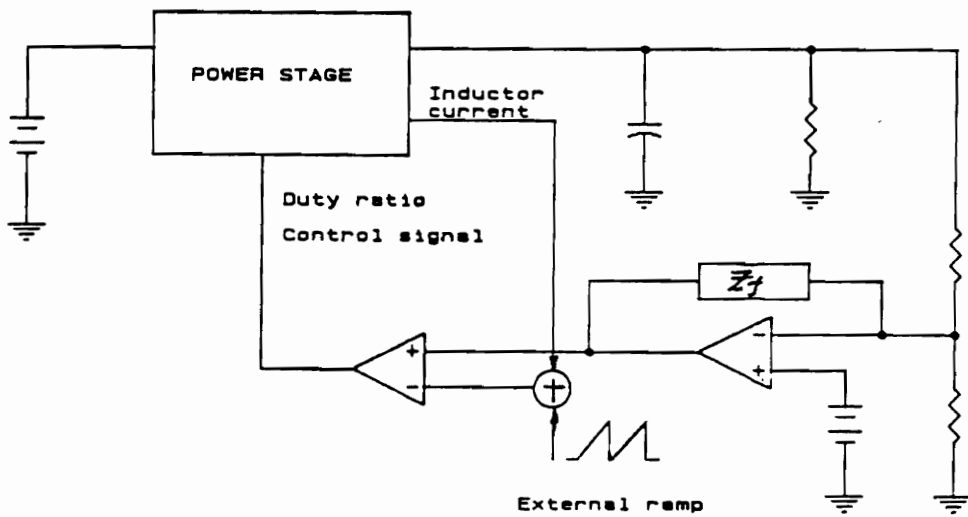 POWER STAGE
Inductor
current
Duty ratio
Control signal
Zf
+
-
-
+
+
External ramp